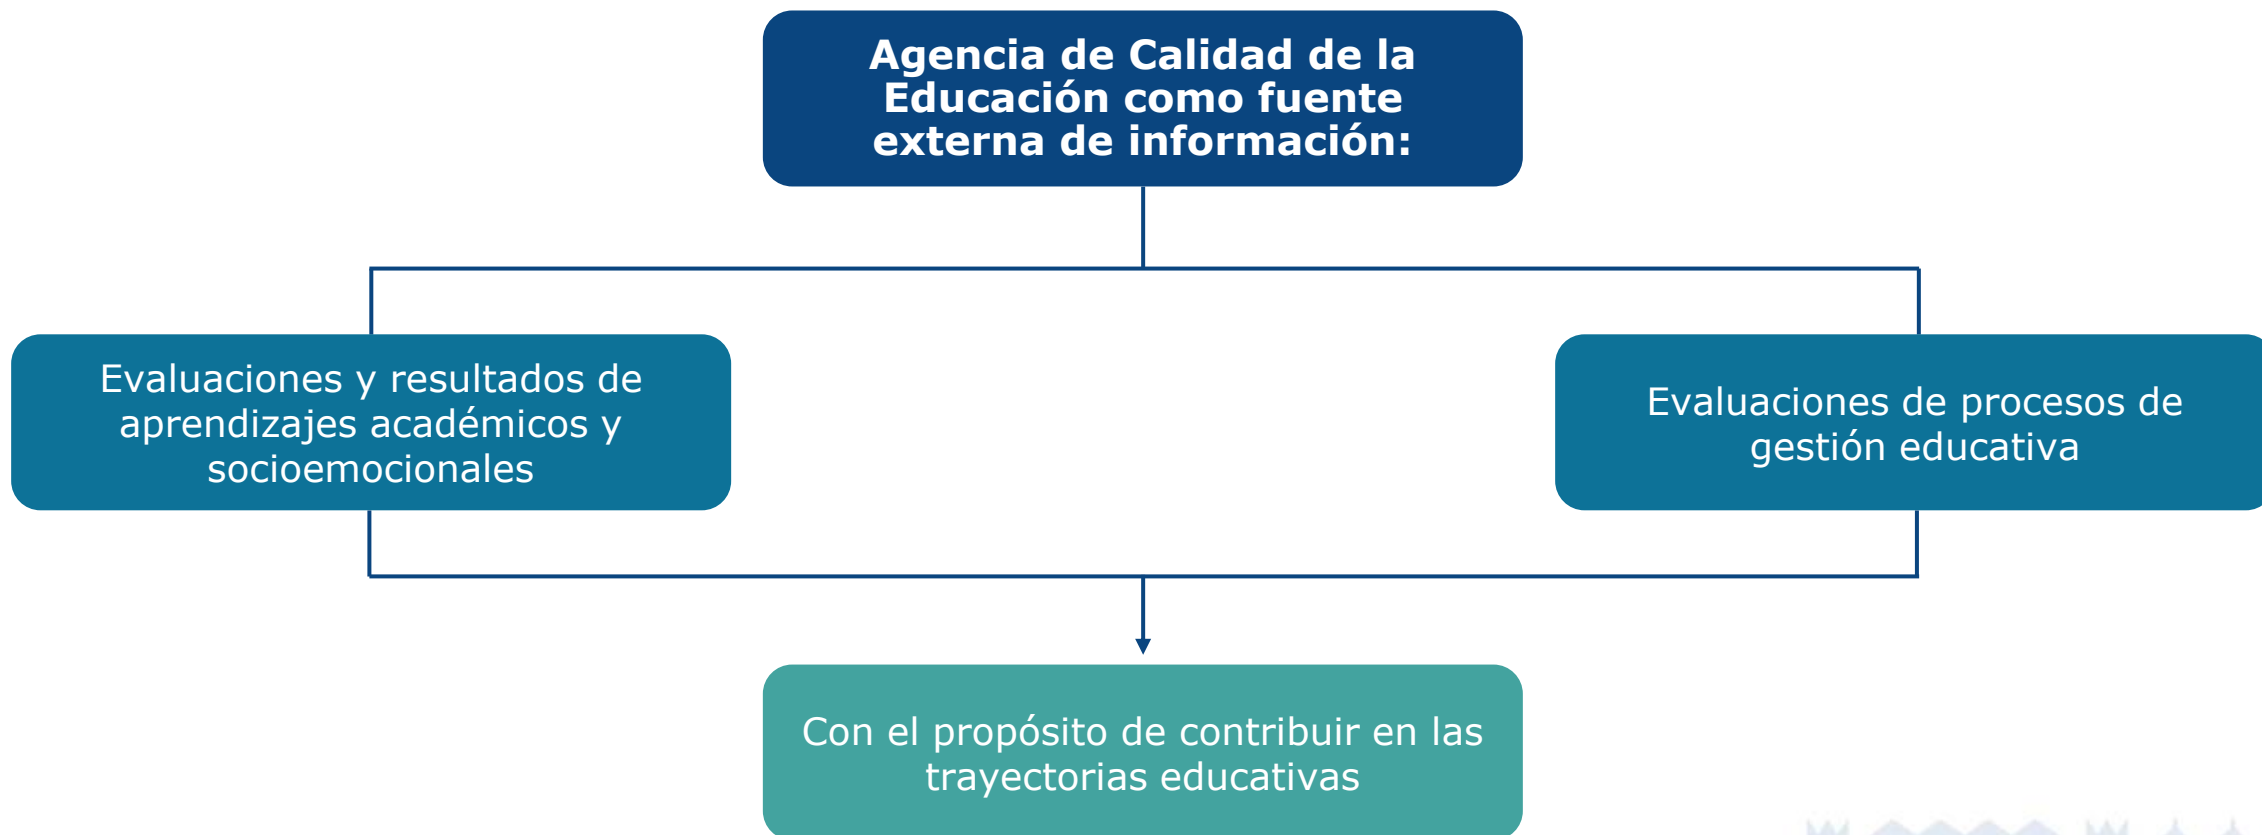 Agencia de Calidad de la
Educación como fuente
externa de información:
Evaluaciones y resultados de
aprendizajes académicos y
socioemocionales
Evaluaciones de procesos de
gestión educativa
Con el propósito de contribuir en las
trayectorias educativas